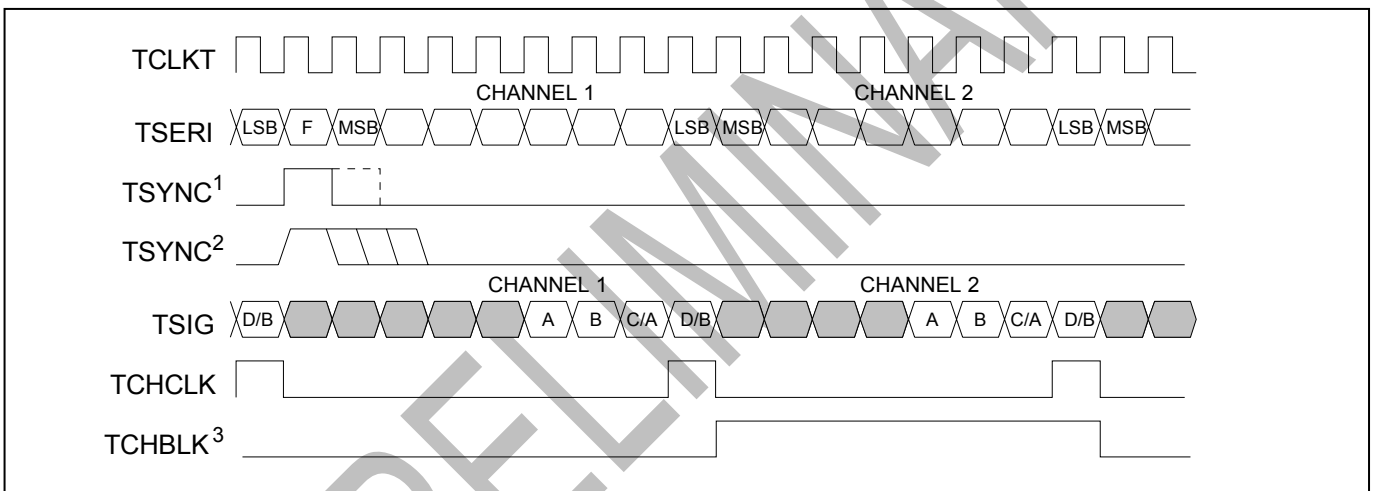 TCLKT
CHANNEL 1 CHANNEL 2
TSERI LSB F MSB LSB MSB LSB MSB
TSYNC1
TSYNC2
CHANNEL 1 CHANNEL 2
TSIG D/B A B C/A D/B A B C/A D/B
TCHCLK
TCHBLK3